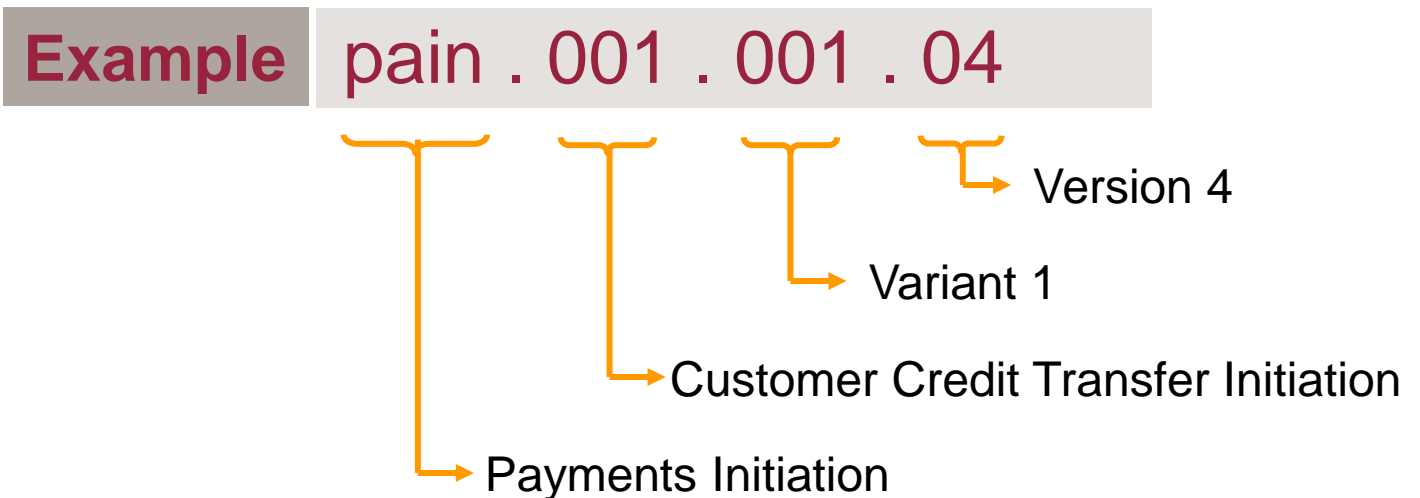 Example pain . 001 . 001 . 04
Version 4
Variant 1
Customer Credit Transfer Initiation
Payments Initiation